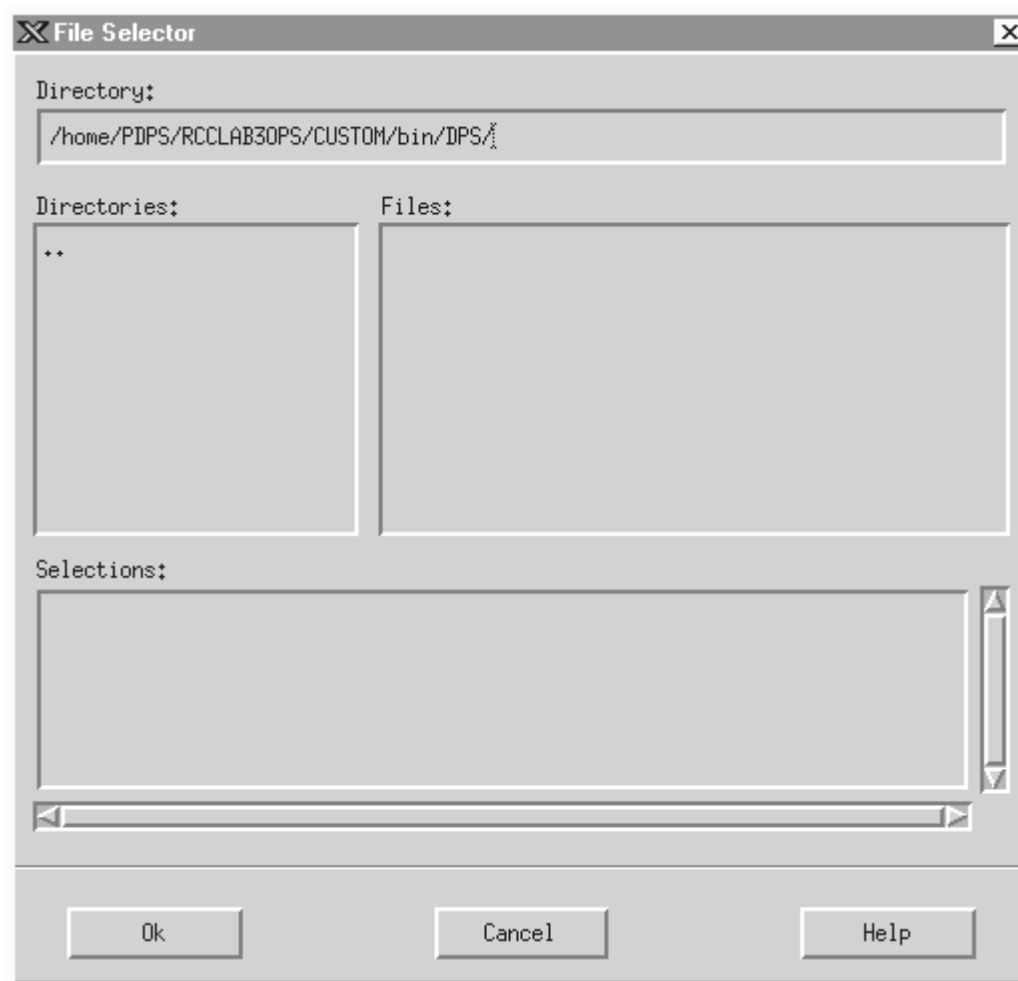 File Selector
Directory:
/home/PDPS/RCCLAB3OPS/CUSTOM/bin/DPS/
Directories:
Files:
..
Selections:
Ok
Cancel
Help